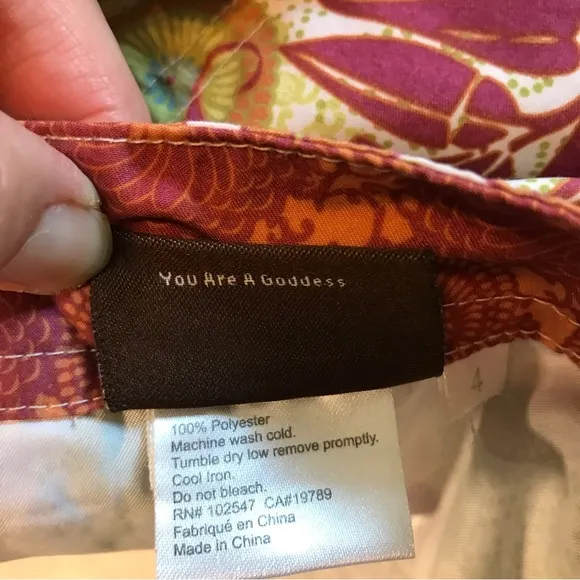 You Are A Goddess
4
100% Polyester
Machine wash cold.
Tumble dry low remove promptly.
Cool Iron.
Do not bleach.
RN# 102547 CA#19789
Fabriqué en China
Made in China